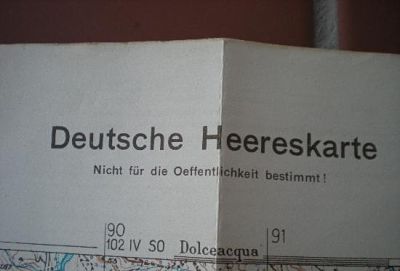 Deutsche Heereskarte
Nicht für die Oeffentlichkeit bestimmt!
90 91
102 IV SO Dolceacqua